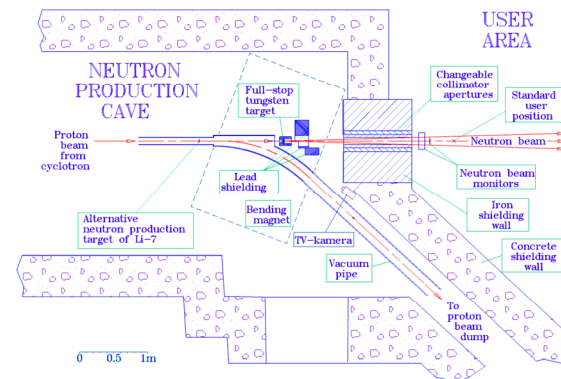 USER
AREA
NEUTRON
PRODUCTION
CAVE
Full-stop
tungsten
target
Changeable
collimator
apertures
Standard
user
position
Proton
beam
from
cyclotron
Neutron beam
Lead
shielding
Neutron beam
monitors
Bending
magnet
Iron
shielding
wall
Alternative
neutron production
target of Li-7
TV-kamera
Concrete
shielding
wall
Vacuum
pipe
To
proton
beam
dump
0 0.5 1m